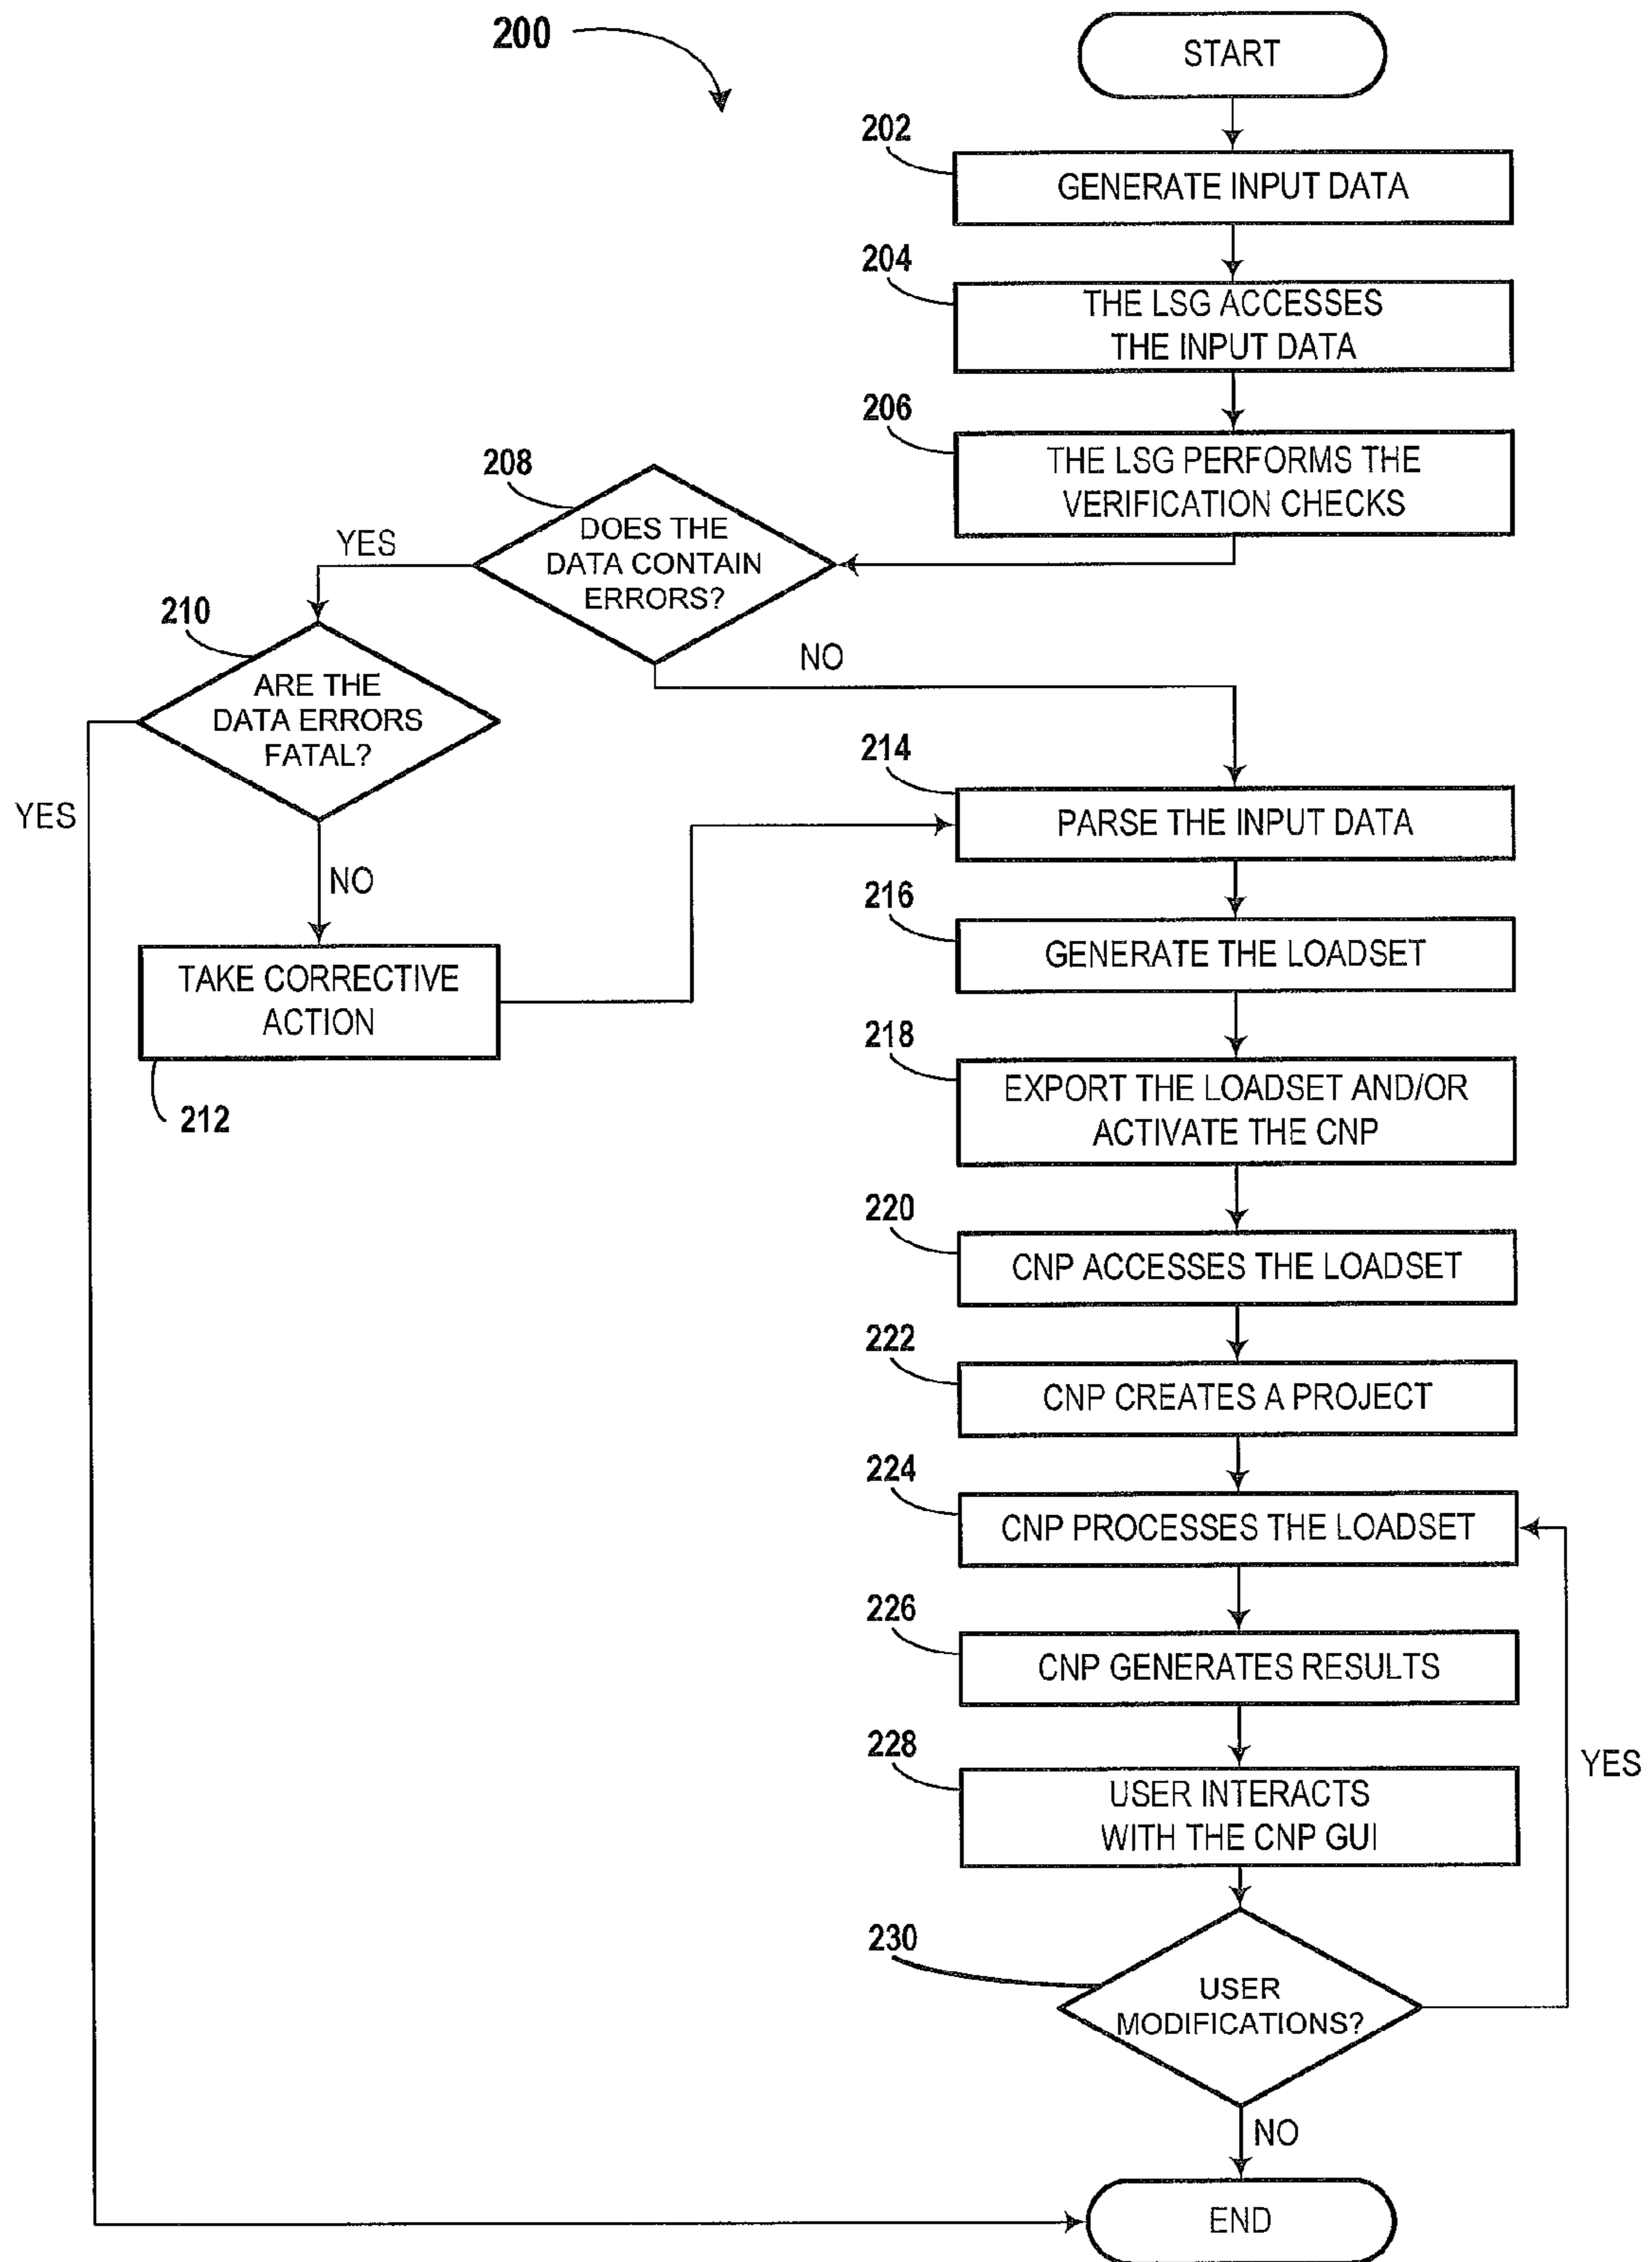 200
START
202
GENERATE INPUT DATA
204
THE LSG ACCESSES
THE INPUT DATA
206
THE LSG PERFORMS THE
VERIFICATION CHECKS
208
DOES THE
DATA CONTAIN
ERRORS?
YES
NO
210
ARE THE
DATA ERRORS
FATAL?
YES
NO
TAKE CORRECTIVE
ACTION
212
214
PARSE THE INPUT DATA
216
GENERATE THE LOADSET
218
EXPORT THE LOADSET AND/OR
ACTIVATE THE CNP
220
CNP ACCESSES THE LOADSET
222
CNP CREATES A PROJECT
224
CNP PROCESSES THE LOADSET
226
CNP GENERATES RESULTS
228
USER INTERACTS
WITH THE CNP GUI
YES
230
USER
MODIFICATIONS?
NO
END